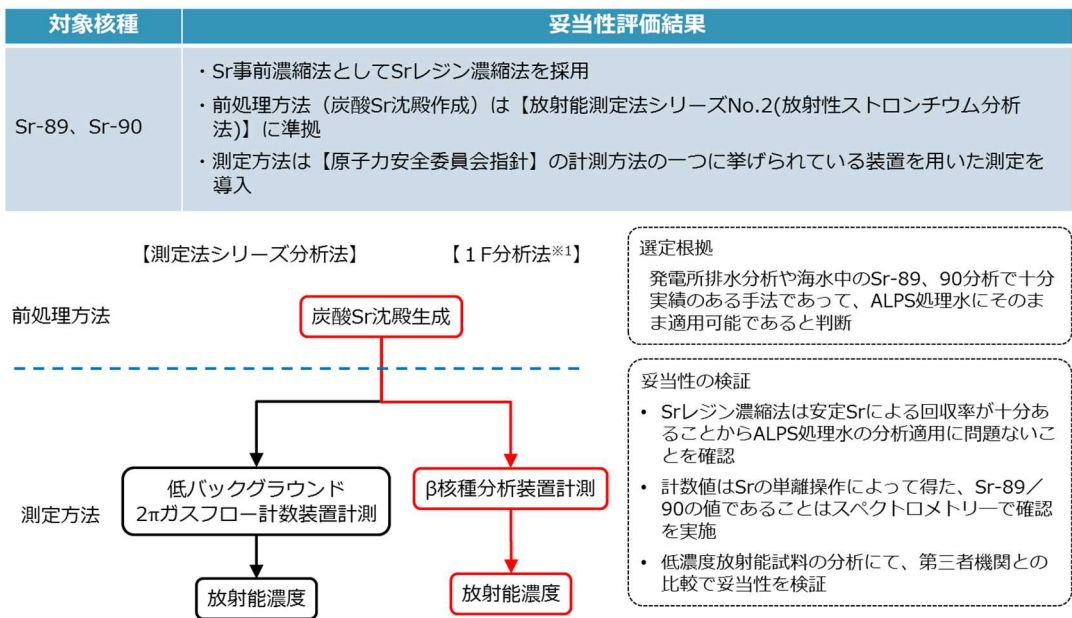 対象核種
妥当性評価結果
Sr-89、Sr-90
・Sr事前濃縮法としてSrレジン濃縮法を採用
・前処理方法（炭酸Sr沈殿作成）は【放射能測定法シリーズNo.2(放射性ストロンチウム分析
法)】に準拠
・測定方法は【原子力安全委員会指針】の計測方法の一つに挙げられている装置を用いた測定を
導入
【測定法シリーズ分析法】
【１F分析法※1】
前処理方法
炭酸Sr沈殿生成
測定方法
低バックグラウンド
2πガスフロー計数装置計測
β核種分析装置計測
放射能濃度
放射能濃度
選定根拠
発電所排水分析や海水中のSr-89、90分析で十分
実績のある手法であって、ALPS処理水にそのま
ま適用可能であると判断
妥当性の検証
• Srレジン濃縮法は安定Srによる回収率が十分あ
ることからALPS処理水の分析適用に問題ないこ
とを確認
• 計数値はSrの単離操作によって得た、Sr-89／
90の値であることはスペクトロメトリーで確認
を実施
• 低濃度放射能試料の分析にて、第三者機関との
比較で妥当性を検証